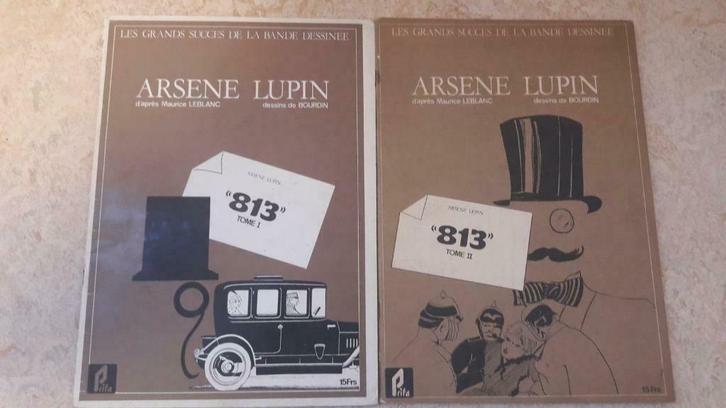 LES GRANDS SUCCES DE LA BANDE DESSINEE
ARSENE LUPIN
d'après Maurice LEBLANC dessins de BOURDIN
ARSENE LUPIN
"813"
TOME I
Prifa
15Frs
LES GRANDS SUCCES DE LA BANDE DESSINEE
ARSENE LUPIN
d'après Maurice LEBLANC dessins de BOURDIN
ARSENE LUPIN
"813"
TOME II
Prifa
15Frs